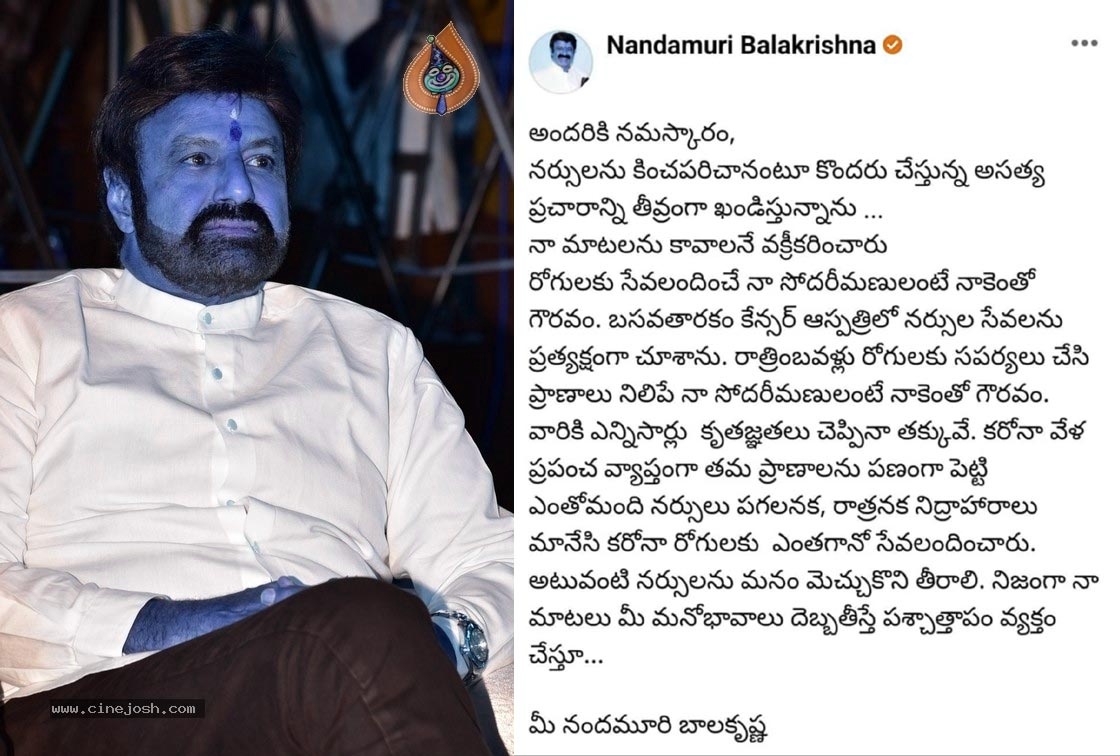 Nandamuri Balakrishna
అందరికి నమస్కారం,
నర్సులను కించపరిచానంటూ కొందరు చేస్తున్న అసత్య
ప్రచారాన్ని తీవ్రంగా ఖండిస్తున్నాను ...
నా మాటలను కావాలనే వక్రీకరించారు
రోగులకు సేవలందించే నా సోదరీమణులంటే నాకెంతో
గౌరవం. బసవతారకం కేన్సర్ ఆస్పత్రిలో నర్సుల సేవలను
ప్రత్యక్షంగా చూశాను. రాత్రింబవళ్లు రోగులకు సపర్యలు చేసి
ప్రాణాలు నిలిపే నా సోదరీమణులంటే నాకెంతో గౌరవం.
వారికి ఎన్నిసార్లు కృతజ్ఞతలు చెప్పినా తక్కువే. కరోనా వేళ
ప్రపంచ వ్యాప్తంగా తమ ప్రాణాలను పణంగా పెట్టి
ఎంతోమంది నర్సులు పగలనక, రాత్రనక నిద్రాహారాలు
మానేసి కరోనా రోగులకు ఎంతగానో సేవలందించారు.
అటువంటి నర్సులను మనం మెచ్చుకొని తీరాలి. నిజంగా నా
మాటలు మీ మనోభావాలు దెబ్బతీస్తే పశ్చాత్తాపం వ్యక్తం
చేస్తూ...
మీ నందమూరి బాలకృష్ణ
www.cinejosh.com